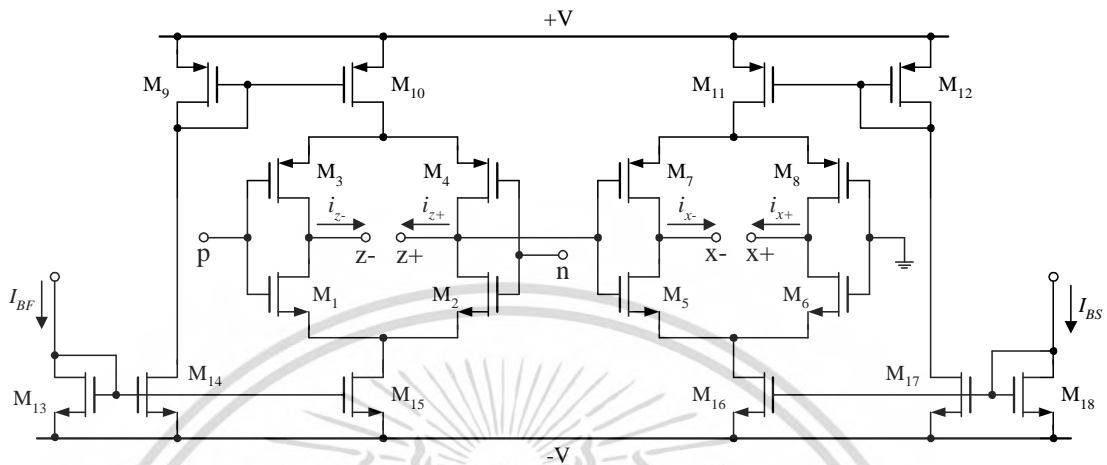 +V
M9
M10
M11
M12
M3
M4
M7
M8
iz-
iz+
ix-
ix+
p
z-
z+
n
x-
x+
M1
M2
M5
M6
IBF
IBS
M13
M14
M15
M16
M17
M18
-V